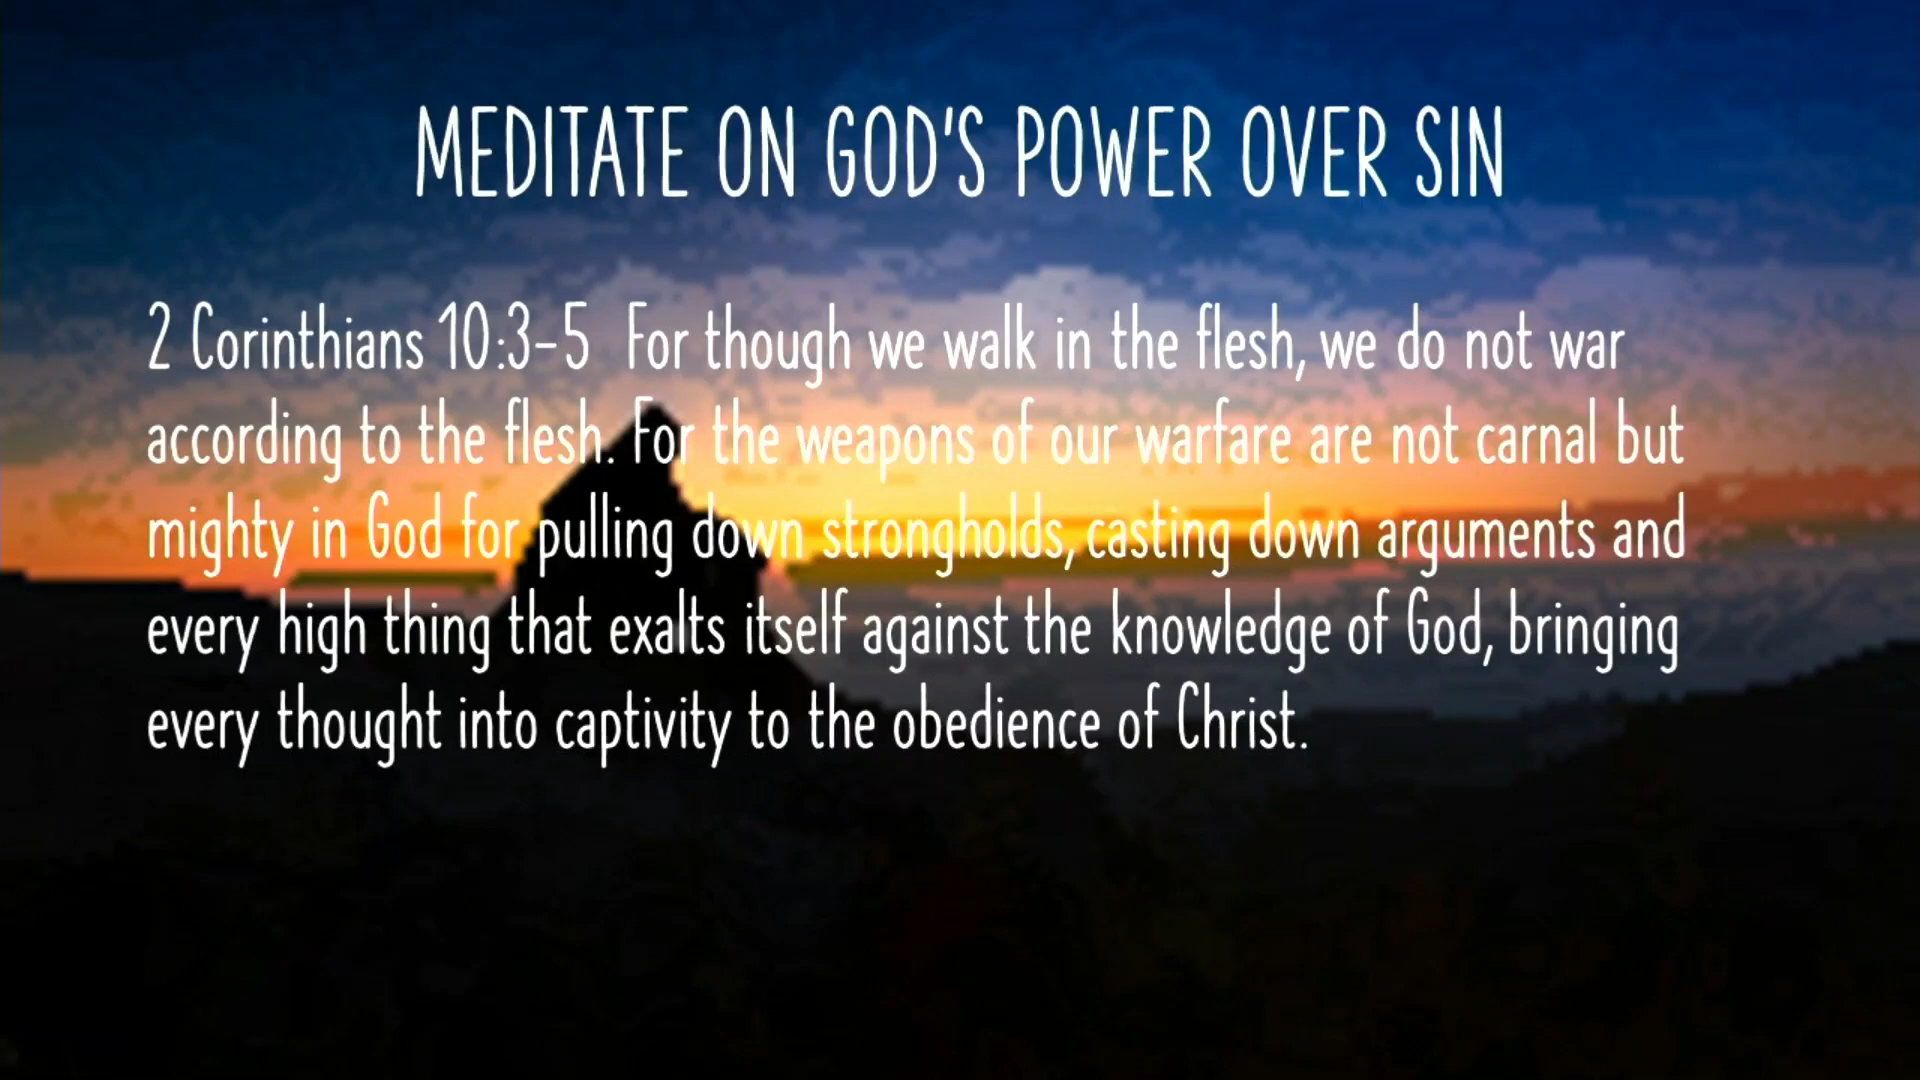 MEDITATE ON GOD'S POWER OVER SIN
2 Corinthians 10:3-5 For though we walk in the flesh, we do not war
according to the flesh. For the weapons of our warfare are not carnal but
mighty in God for pulling down strongholds, casting down arguments and
every high thing that exalts itself against the knowledge of God, bringing
every thought into captivity to the obedience of Christ.